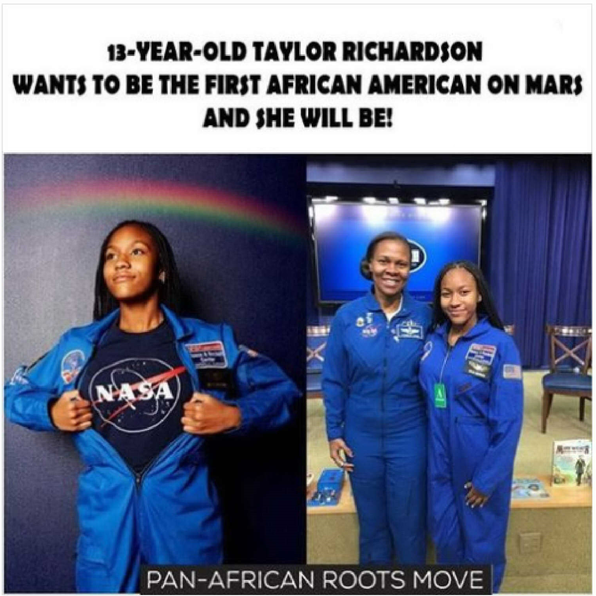 13-YEAR-OLD TAYLOR RICHARDSON
WANTS TO BE THE FIRST AFRICAN AMERICAN ON MARS
AND SHE WILL BE!
NASA
PAN-AFRICAN ROOTS MOVE